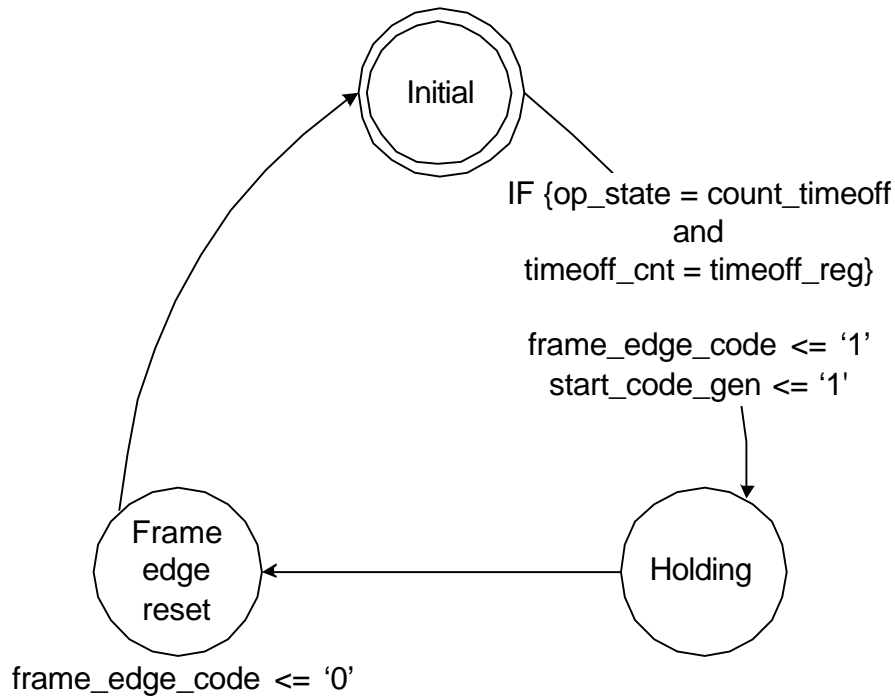 Initial
IF {op_state = count_timeoff
and
timeoff_cnt = timeoff_reg}
frame_edge_code <= ‘1’
start_code_gen <= ‘1'
Frame
edge
reset
Holding
frame_edge_code <= ‘0’